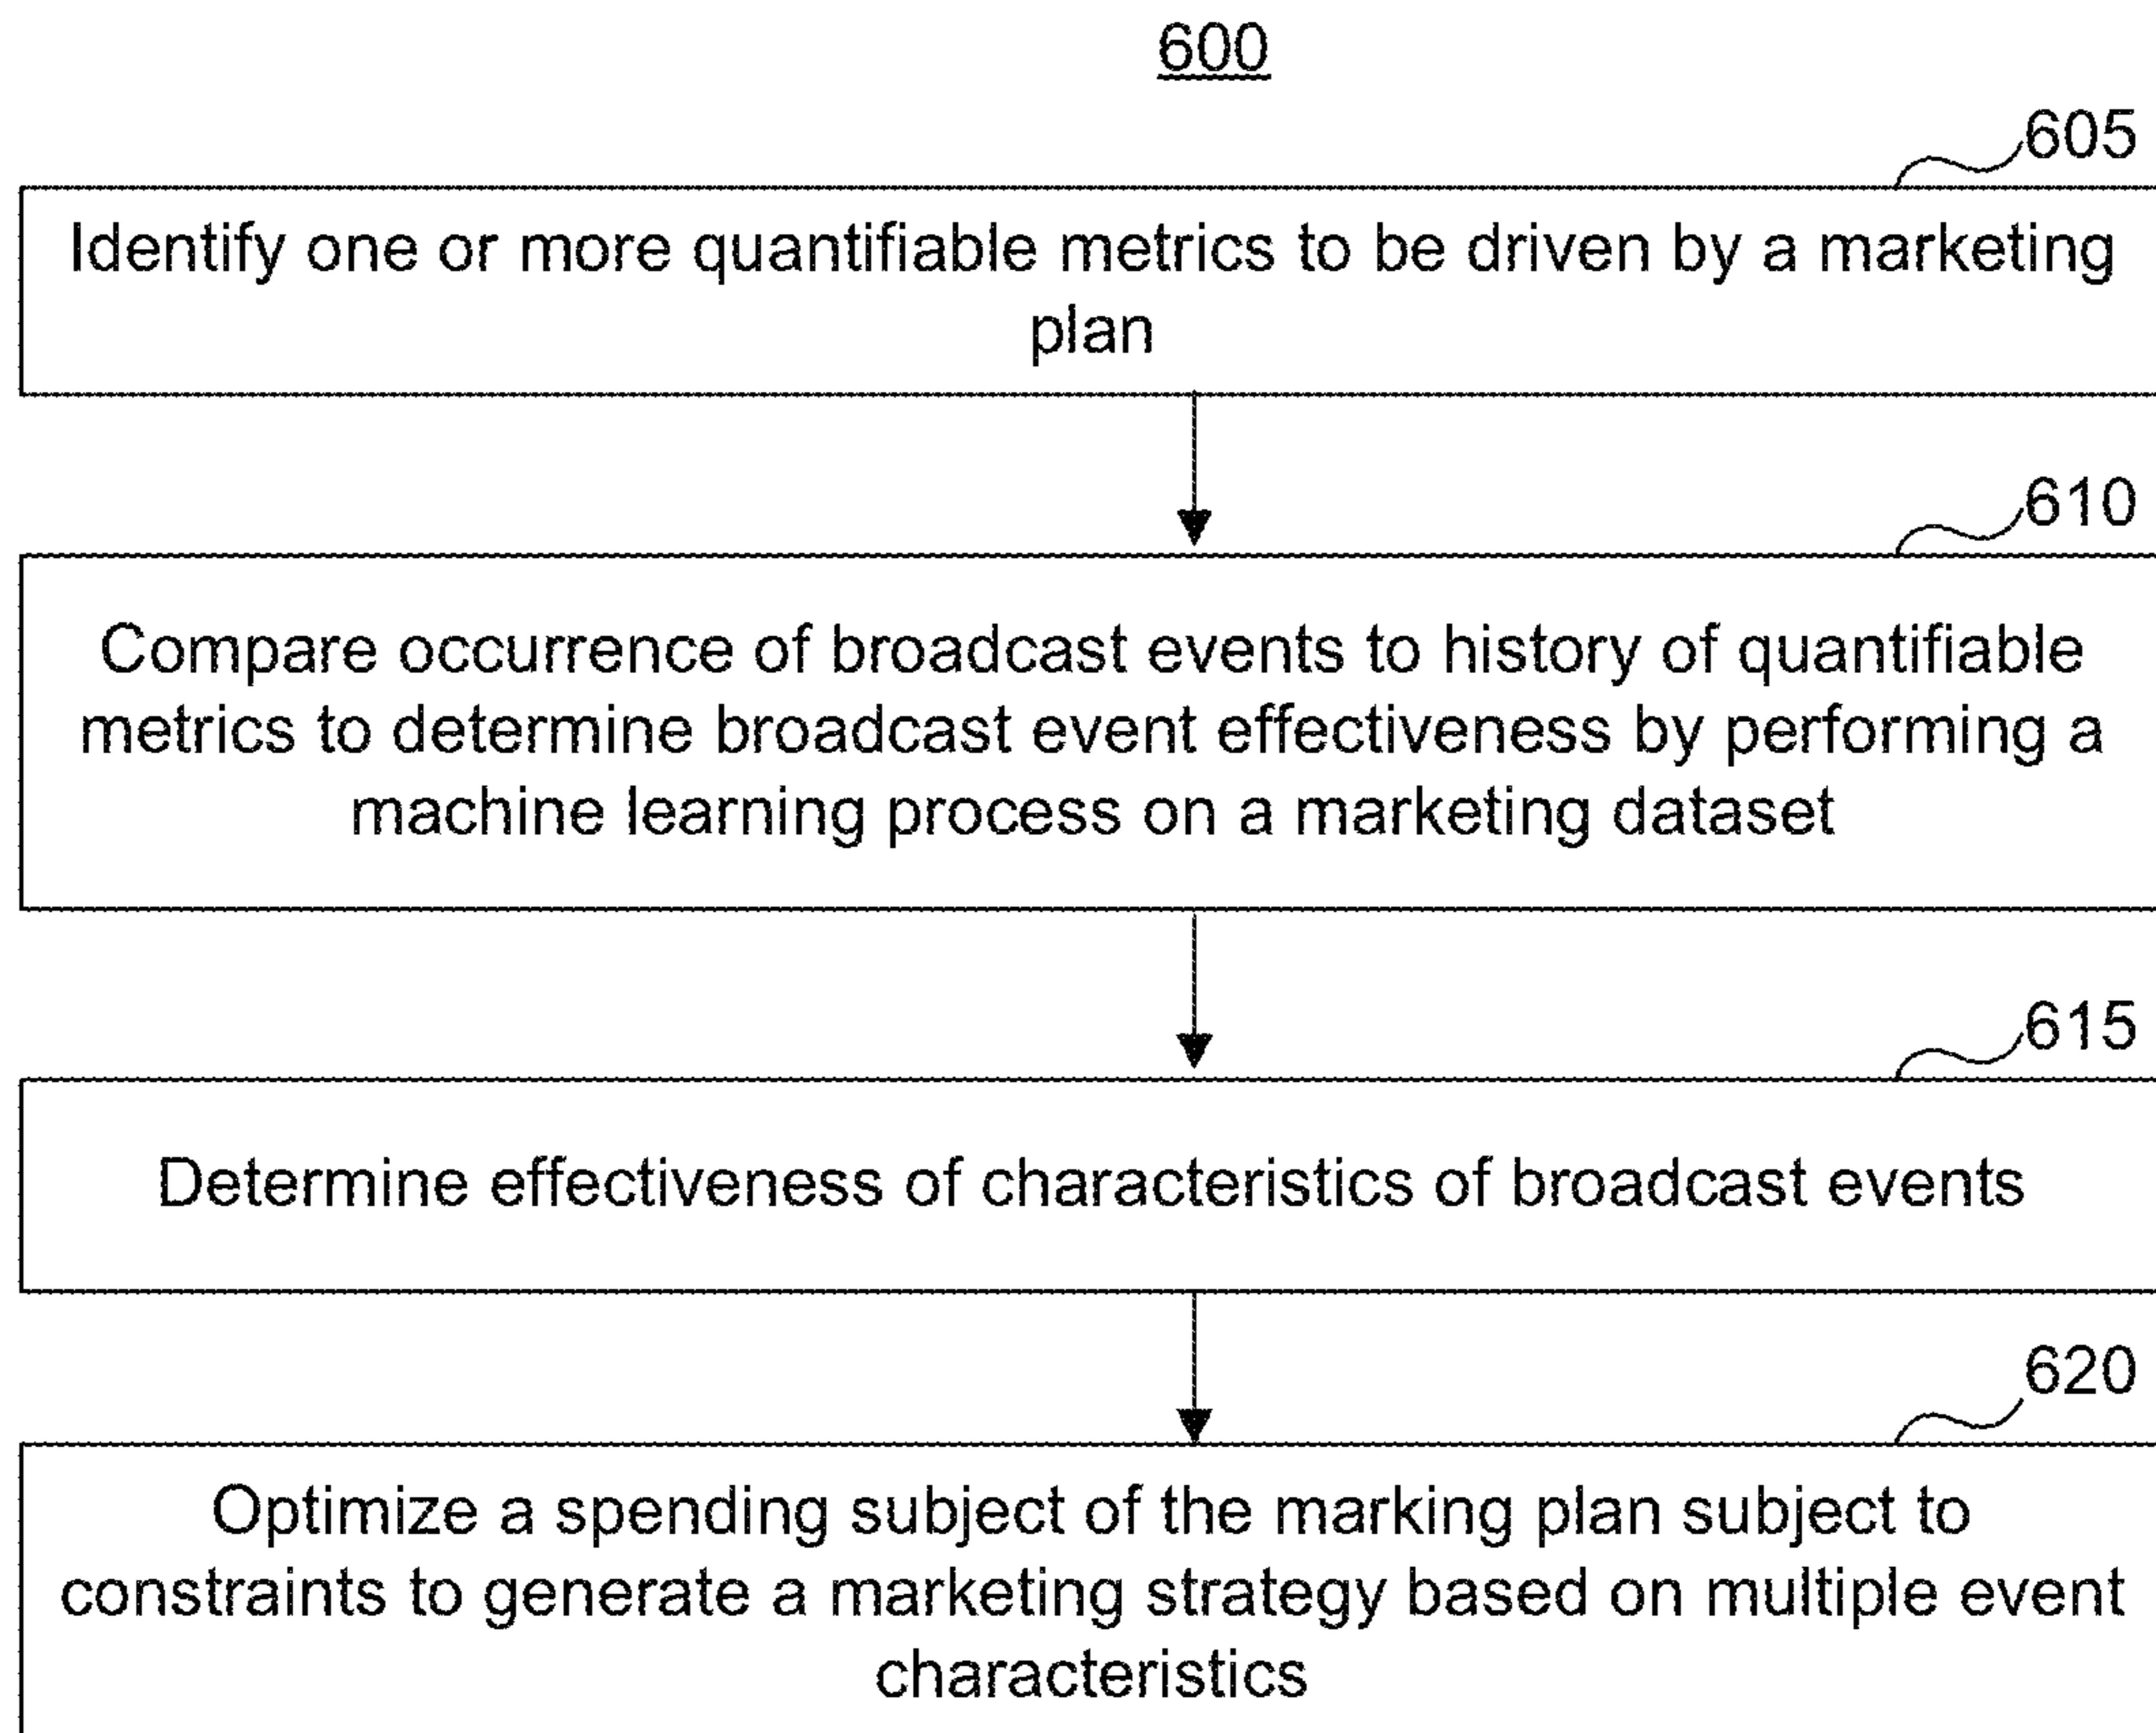 600
605
Identify one or more quantifiable metrics to be driven by a marketing
plan
610
Compare occurrence of broadcast events to history of quantifiable
metrics to determine broadcast event effectiveness by performing a
machine learning process on a marketing dataset
615
Determine effectiveness of characteristics of broadcast events
620
Optimize a spending subject of the marking plan subject to
constraints to generate a marketing strategy based on multiple event
characteristics